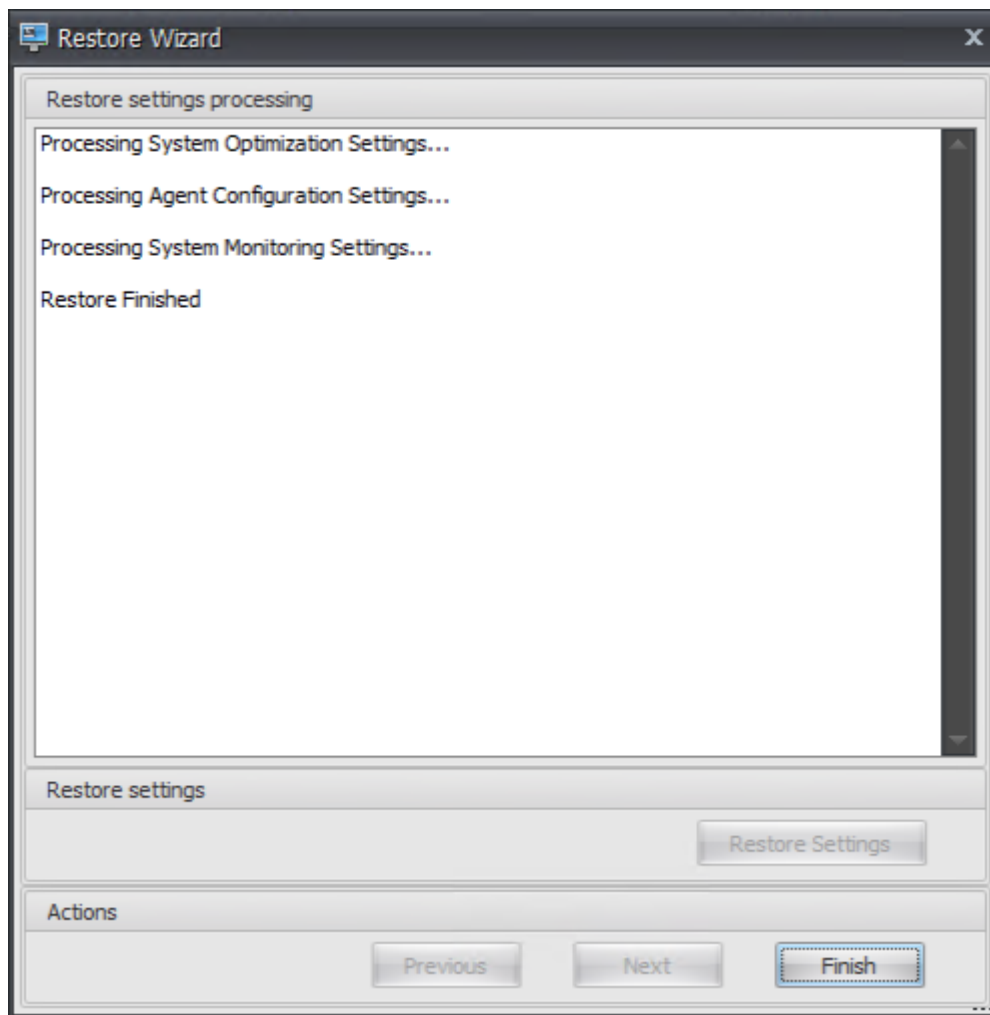 Restore Wizard
Restore settings processing
Processing System Optimization Settings...
Processing Agent Configuration Settings...
Processing System Monitoring Settings...
Restore Finished
Restore settings
Restore Settings
Actions
Previous Next Finish